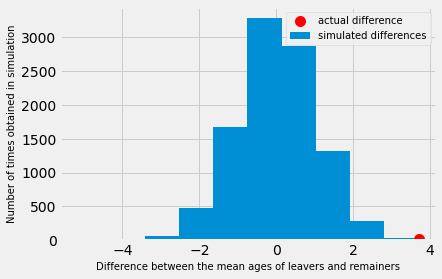 actual difference
simulated differences
3000
2500
2000
1500
1000
500
0
−4 −2 0 2 4
Number of times obtained in simulation
Difference between the mean ages of leavers and remainers